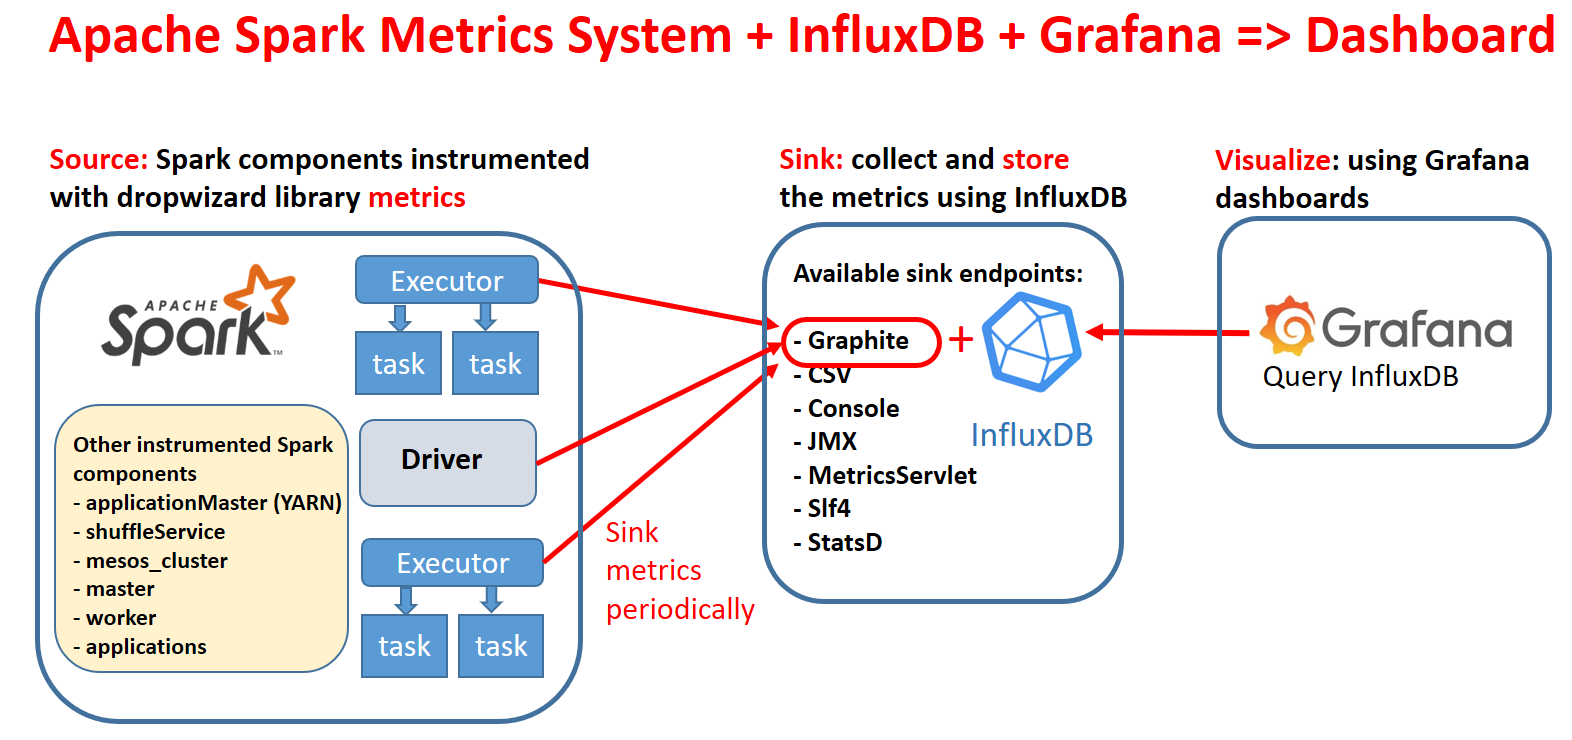 Apache Spark Metrics System + InfluxDB + Grafana => Dashboard
Source: Spark components instrumented
with dropwizard library metrics
Sink: collect and store
the metrics using InfluxDB
Visualize: using Grafana
dashboards
APACHE
Spark
TM
Executor
task
task
Other instrumented Spark
components
- applicationMaster (YARN)
- shuffleService
- mesos_cluster
- master
- worker
- applications
Driver
Executor
task
task
Sink
metrics
periodically
Available sink endpoints:
- Graphite
- CSV
- Console
- JMX
- MetricsServlet
- Slf4
- StatsD
+
InfluxDB
Grafana
Query InfluxDB